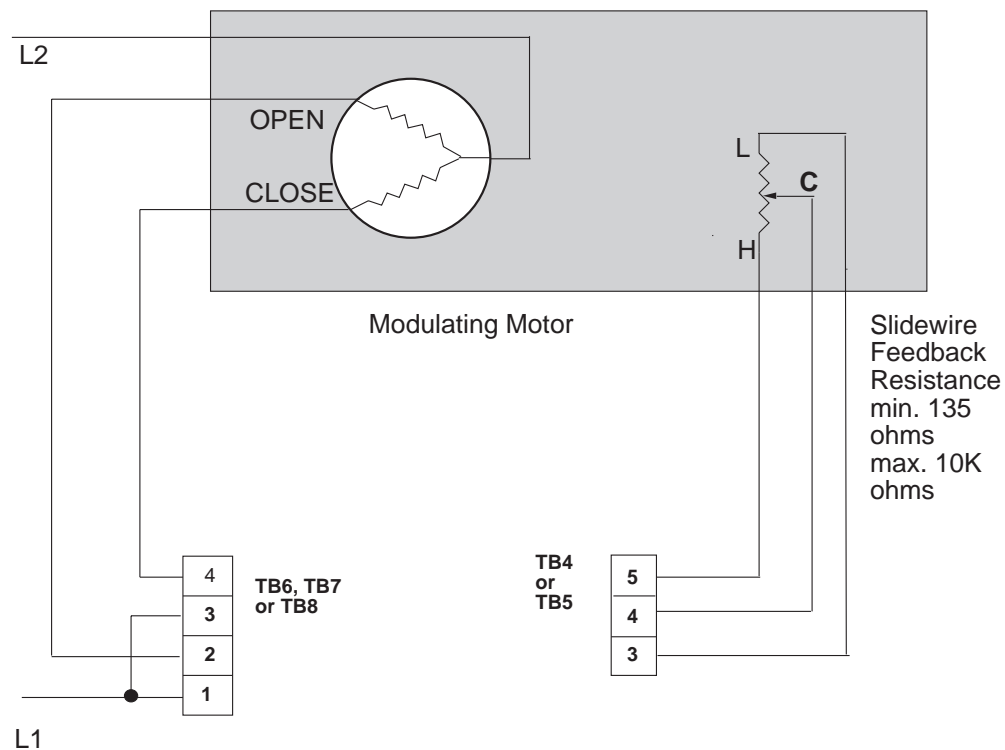 L2
OPEN
CLOSE
L
C
H
Modulating Motor
Slidewire
Feedback
Resistance
min. 135
ohms
max. 10K
ohms
4
3
2
1
TB6, TB7
or TB8
TB4
or
TB5
5
4
3
L1